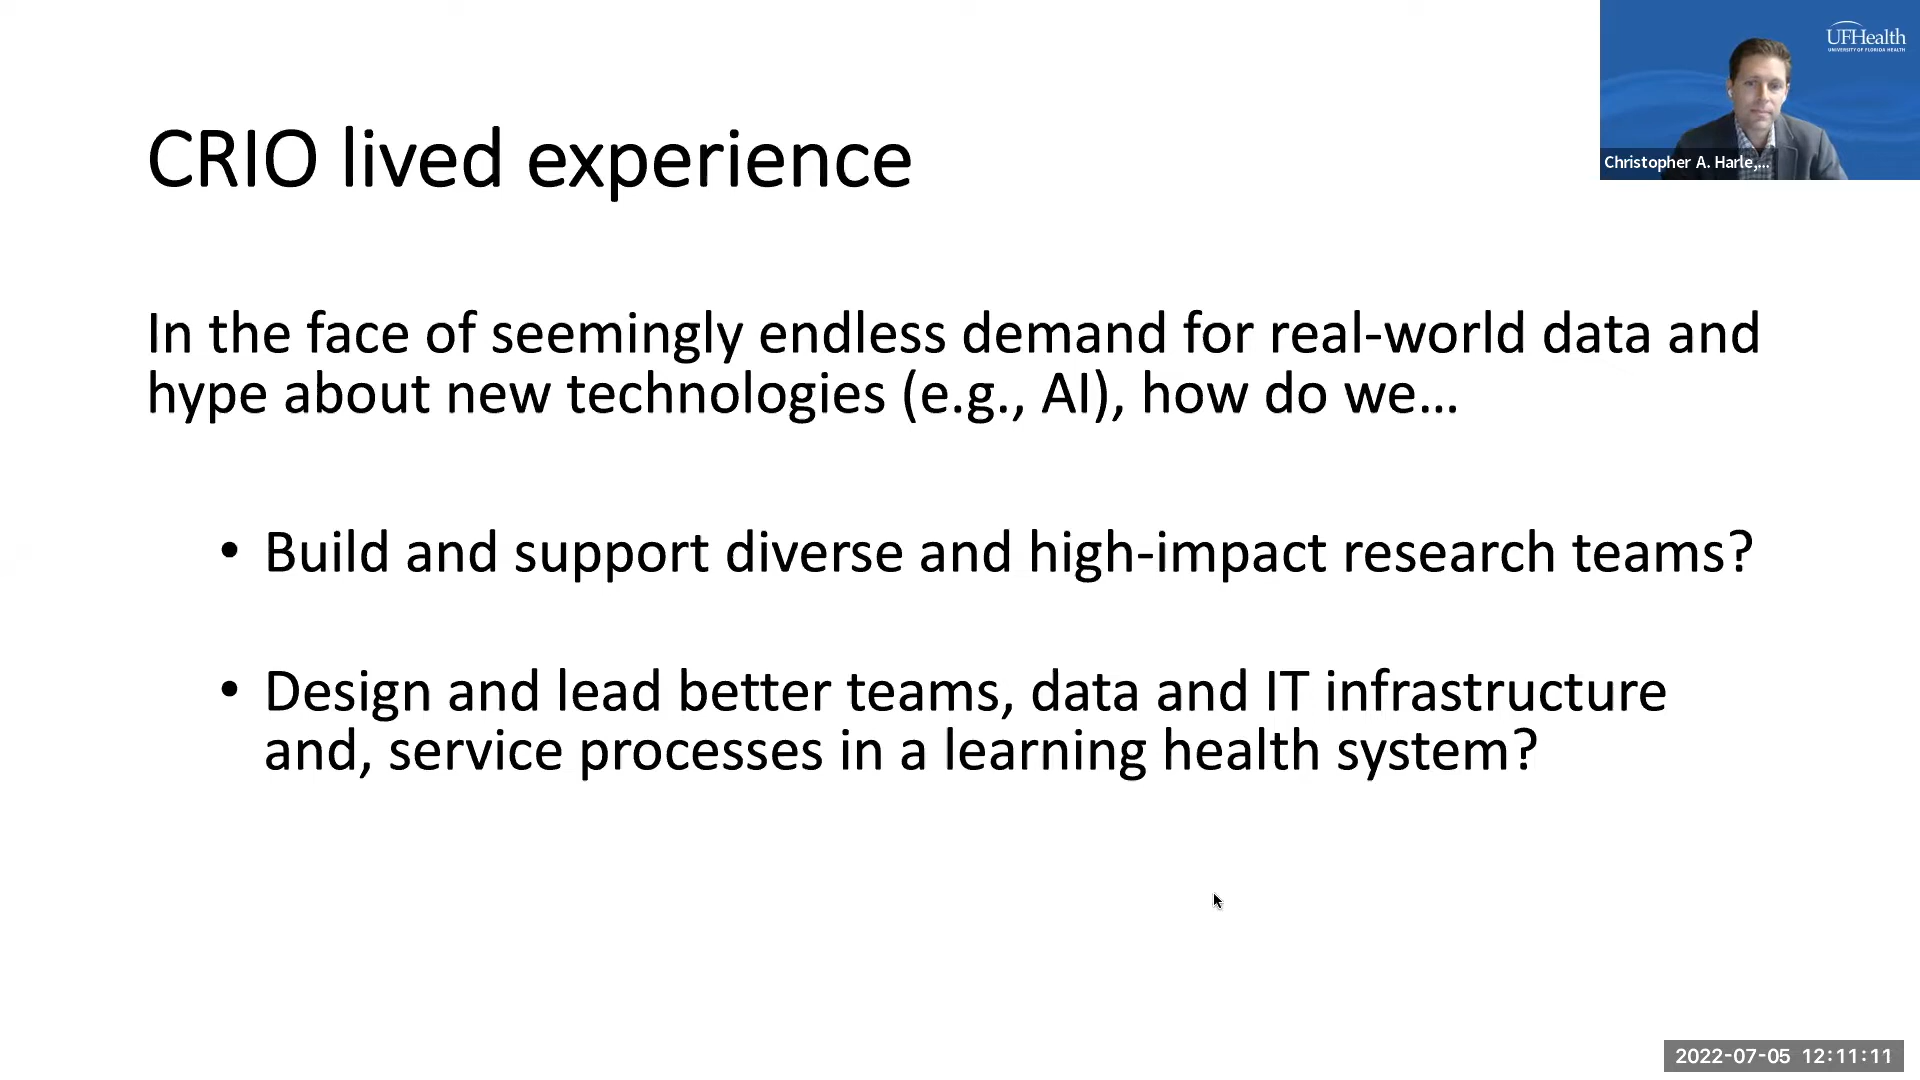 UFHealth
UNIVERSITY OF FLORIDA HEALTH
Christopher A. Harle,...
CRIO lived experience
In the face of seemingly endless demand for real-world data and
hype about new technologies (e.g., AI), how do we…
• Build and support diverse and high-impact research teams?
• Design and lead better teams, data and IT infrastructure
and, service processes in a learning health system?
2022-07-05 12:11:11